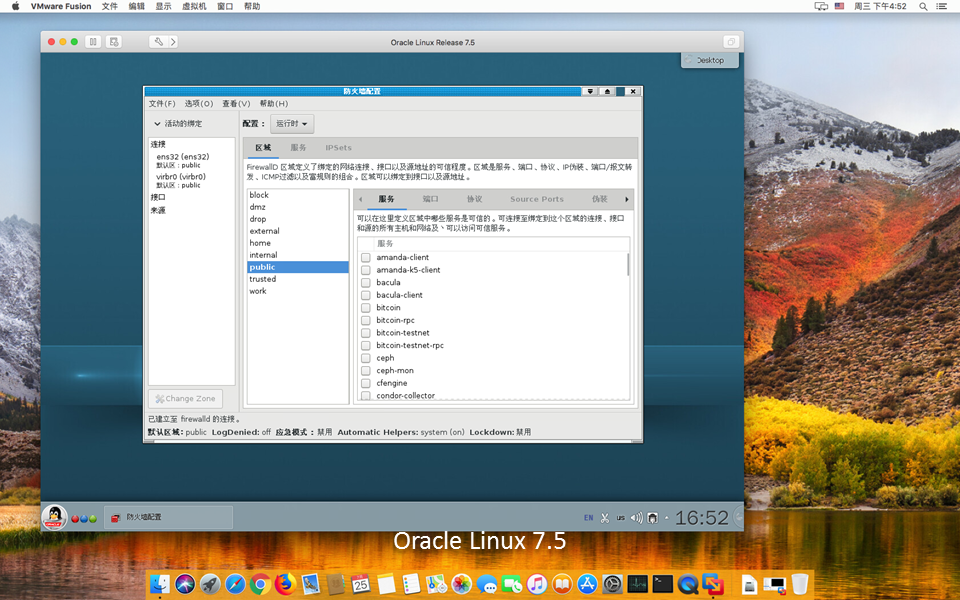 VMware Fusion 文件 编辑 显示 虚拟机 窗口 帮助 周三 下午4:52
Oracle Linux Release 7.5
Desktop
防火墙配置
文件(F) 选项(O) 查看(V) 帮助(H)
活动的绑定
配置： 运行时
连接
ens32 (ens32)
默认区：public
virbr0 (virbr0)
默认区：public
接口
来源
Change Zone
区域 服务 IPSets
FirewallD 区域定义了绑定的网络连接、接口以及源地址的可信程度。区域是服务、端口、协议、IP伪装、端口/报文转
发、ICMP过滤以及富规则的组合。区域可以绑定到接口以及源地址。
block
dmz
drop
external
home
internal
public
trusted
work
服务 端口 协议 Source Ports 伪装
可以在这里定义区域中哪些服务是可信的。可连接至绑定到这个区域的连接、接口
和源的所有主机和网络及丶可以访问可信服务。
服务
amanda-client
amanda-k5-client
bacula
bacula-client
bitcoin
bitcoin-rpc
bitcoin-testnet
bitcoin-testnet-rpc
ceph
ceph-mon
cfengine
condor-collector
已建立至 firewalld 的连接。
默认区域: public LogDenied: off 应急模式： 禁用 Automatic Helpers: system (on) Lockdown: 禁用
防火墙配置
EN us 16:52
Oracle Linux 7.5
25